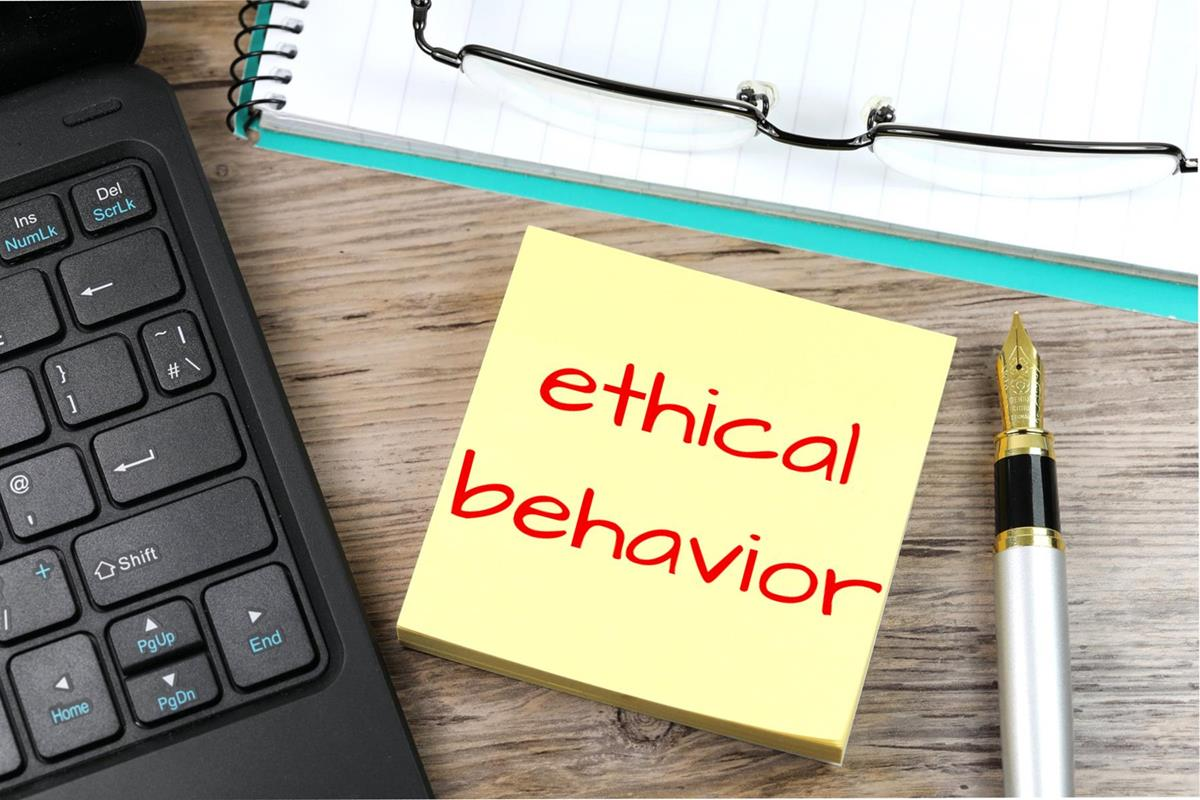 Ins
NumLk
Del
ScrLk
←
}
]
~ |
# \
@
'
+
/
Shift
PgUp
PgDn
Home
End
ethical
behavior